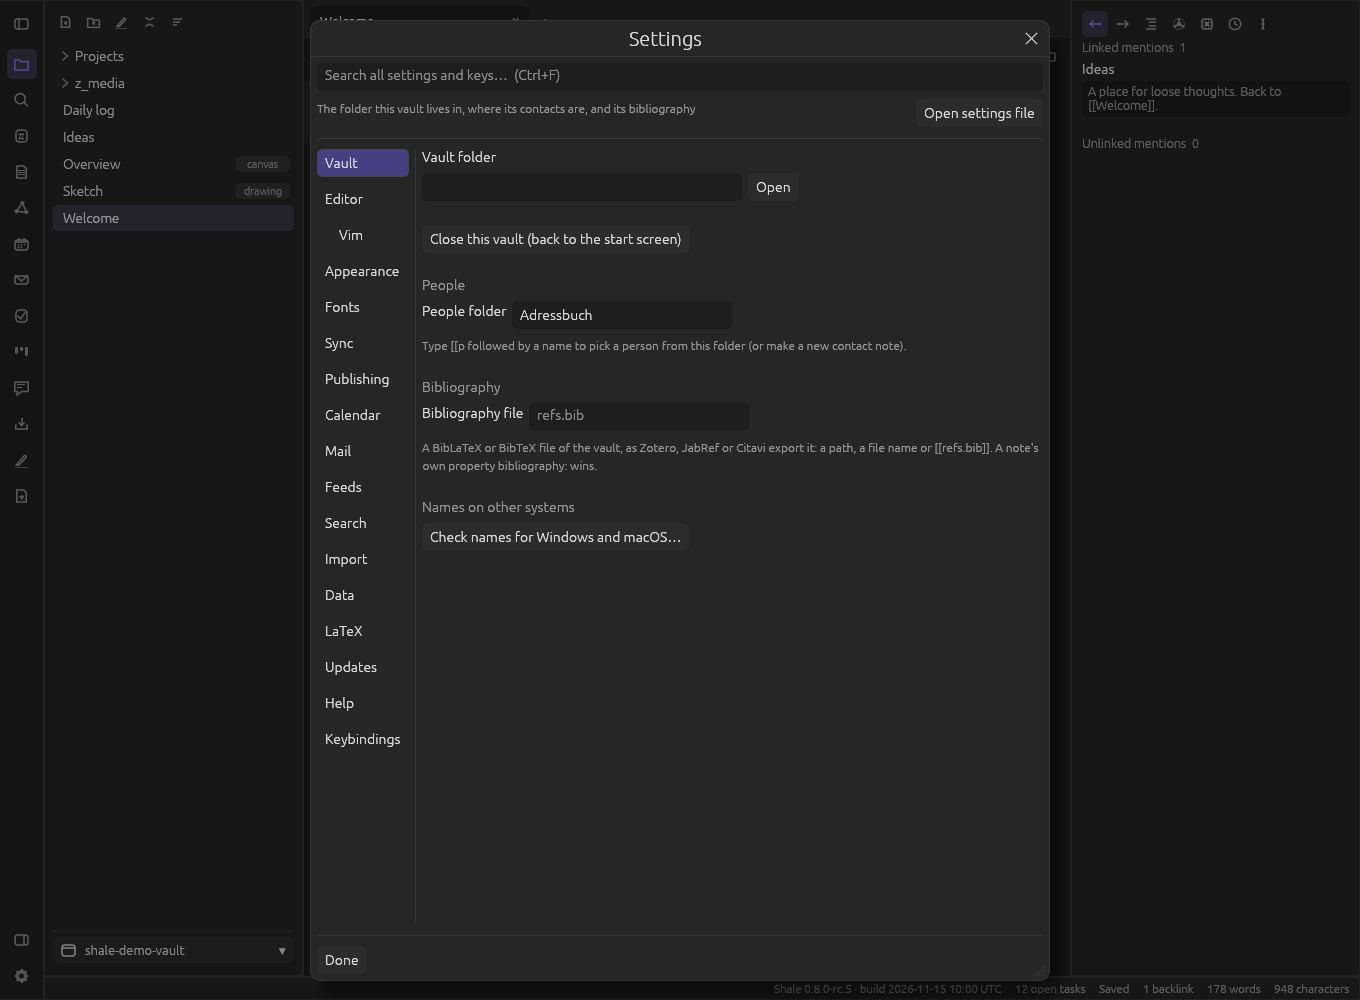 Projects
z_media
Daily log
Ideas
Overview canvas
Sketch drawing
Welcome
shale-demo-vault
Settings
Search all settings and keys… (Ctrl+F)
The folder this vault lives in, where its contacts are, and its bibliography
Open settings file
Vault
Editor
Vim
Appearance
Fonts
Sync
Publishing
Calendar
Mail
Feeds
Search
Import
Data
LaTeX
Updates
Help
Keybindings
Vault folder
Open
Close this vault (back to the start screen)
People
People folder Adressbuch
Type [[p followed by a name to pick a person from this folder (or make a new contact note).
Bibliography
Bibliography file refs.bib
A BibLaTeX or BibTeX file of the vault, as Zotero, JabRef or Citavi export it: a path, a file name or [[refs.bib]]. A note's
own property bibliography: wins.
Names on other systems
Check names for Windows and macOS…
Done
Linked mentions 1
Ideas
A place for loose thoughts. Back to
[[Welcome]].
Unlinked mentions 0
Shale 0.8.0-rc.5 · build 2026-11-15 10:00 UTC 12 open tasks Saved 1 backlink 178 words 948 characters